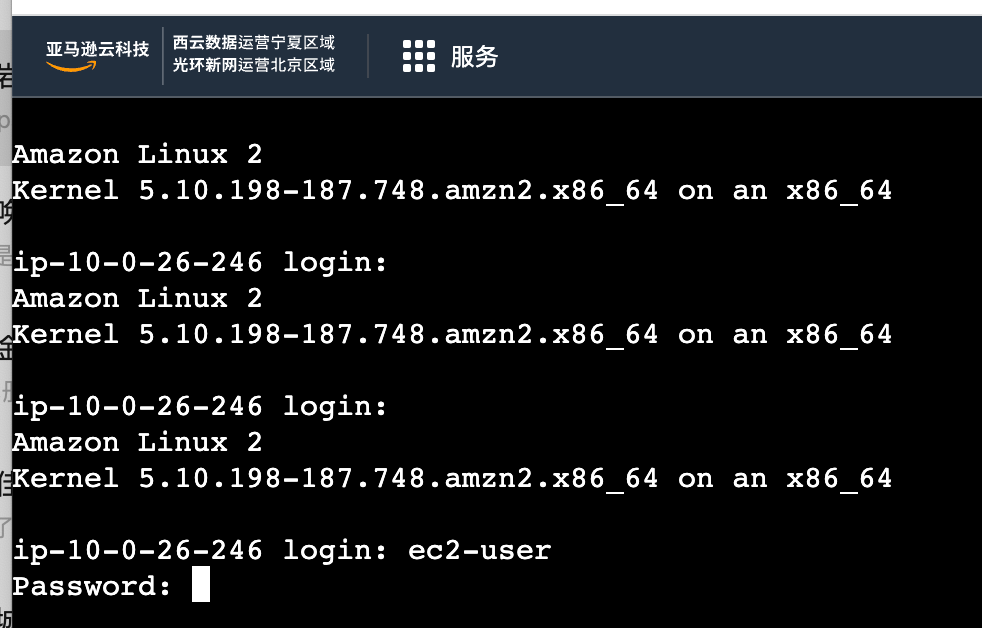 亚马逊云科技
西云数据运营宁夏区域
光环新网运营北京区域
服务
Amazon Linux 2
Kernel 5.10.198-187.748.amzn2.x86_64 on an x86_64
ip-10-0-26-246 login:
Amazon Linux 2
Kernel 5.10.198-187.748.amzn2.x86_64 on an x86_64
ip-10-0-26-246 login:
Amazon Linux 2
Kernel 5.10.198-187.748.amzn2.x86_64 on an x86_64
ip-10-0-26-246 login: ec2-user
Password: